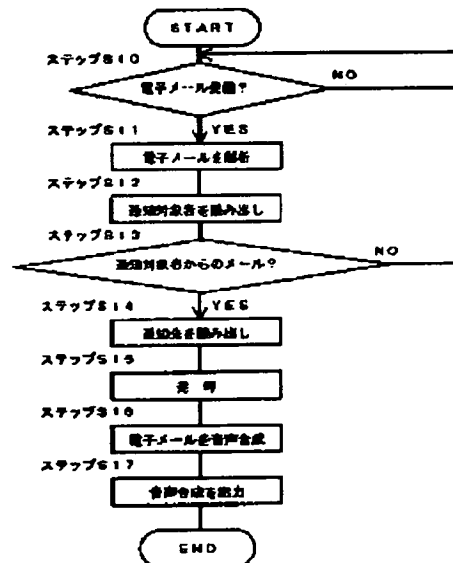 START
ステップS10
電子メール受信?
NO
ステップS11
YES
電子メールを解析
ステップS12
通知対象者を読み出し
ステップS13
通知対象者からのメール?
NO
ステップS14
YES
通知先を読み出し
ステップS15
発呼
ステップS16
電子メールを音声合成
ステップS17
音声合成を出力
END